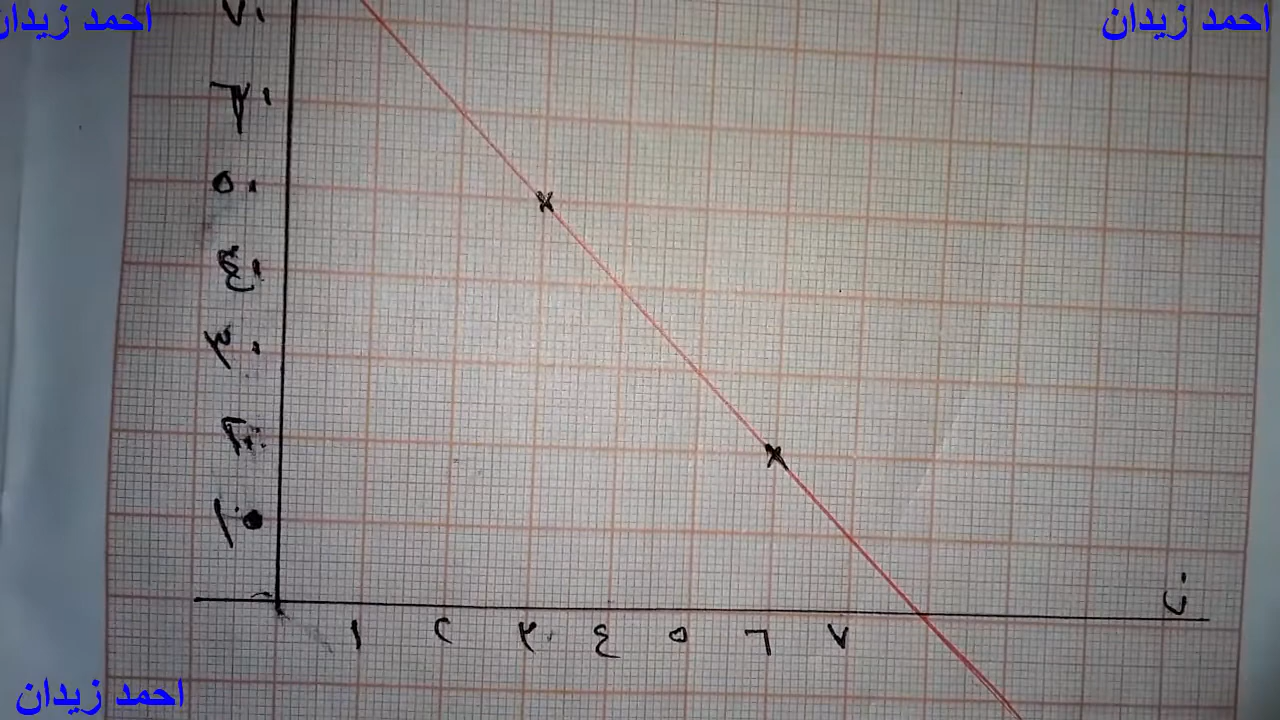 احمد زيدان
احمد زيدان
٧٠
٦٠
٥٠
٤٠
٣٠
٢٠
١٠
١ ٢ ٣ ٤ ٥ ٦ ٧
ن
احمد زيدان